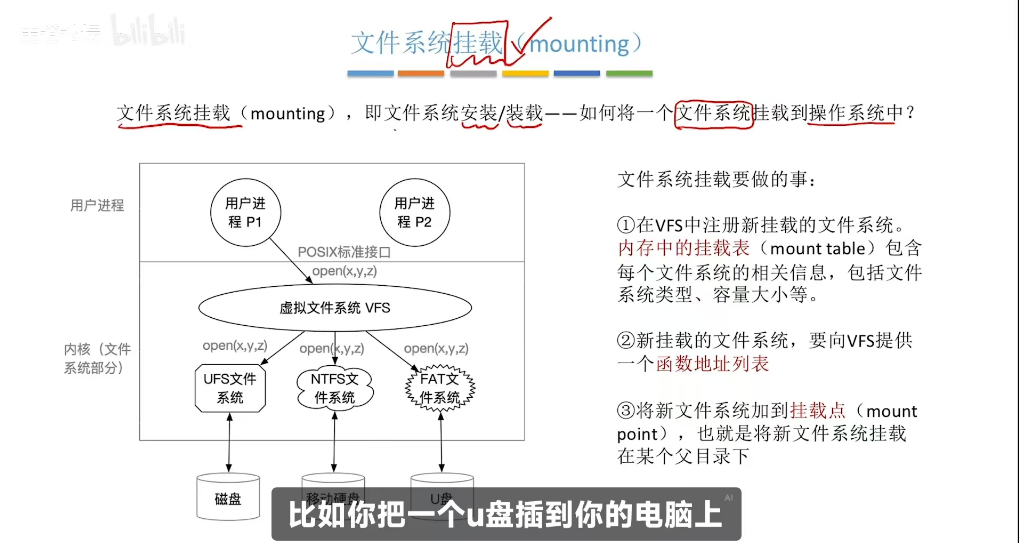 bilibili
文件系统挂载（mounting）
文件系统挂载（mounting），即文件系统安装/装载——如何将一个文件系统挂载到操作系统中？
用户进程
用户进
程 P1
用户进
程 P2
POSIX标准接口
open(x,y,z)
虚拟文件系统 VFS
内核（文件
系统部分）
open(x,y,z)
open(x,y,z)
open(x,y,z)
UFS文件
系统
NTFS文
件系统
FAT文
件系统
磁盘
移动硬盘
U盘
文件系统挂载要做的事：
①在VFS中注册新挂载的文件系统。
内存中的挂载表（mount table）包含
每个文件系统的相关信息，包括文件
系统类型、容量大小等。
②新挂载的文件系统，要向VFS提供
一个函数地址列表
③将新文件系统加到挂载点（mount
point），也就是将新文件系统挂载
在某个父目录下
比如你把一个u盘插到你的电脑上
AI